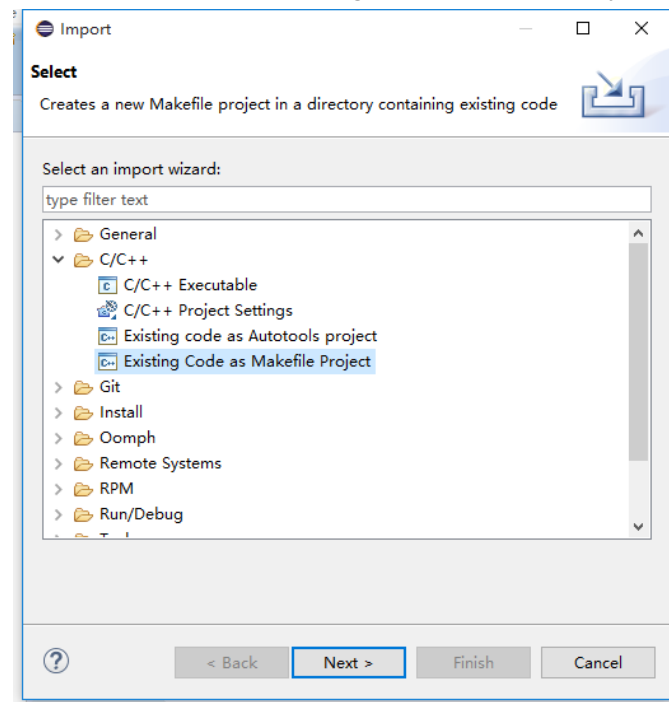 Import
Select
Creates a new Makefile project in a directory containing existing code
Select an import wizard:
type filter text
General
C/C++
C/C++ Executable
C/C++ Project Settings
Existing code as Autotools project
Existing Code as Makefile Project
Git
Install
Oomph
Remote Systems
RPM
Run/Debug
< Back Next > Finish Cancel